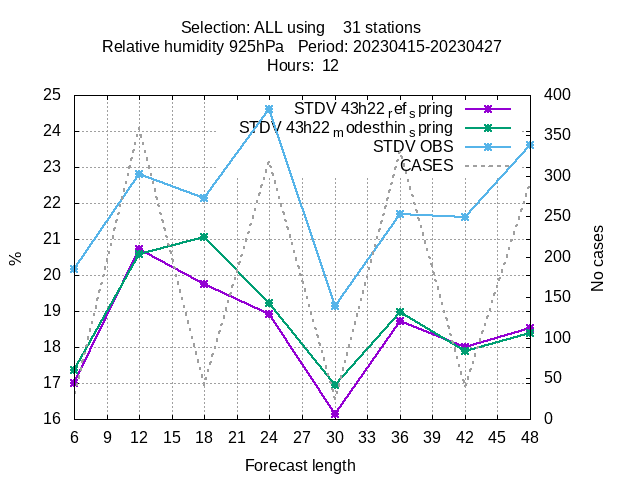 Selection: ALL using    31 stations
Relative humidity 925hPa   Period: 20230415-20230427
Hours:  12
STDV 43h22 ref spring
STDV 43h22 modesthin spring
STDV OBS
CASES
25
24
23
22
21
20
19
18
17
16
%
400
350
300
250
200
150
100
50
0
No cases
6 9 12 15 18 21 24 27 30 33 36 39 42 45 48
Forecast length